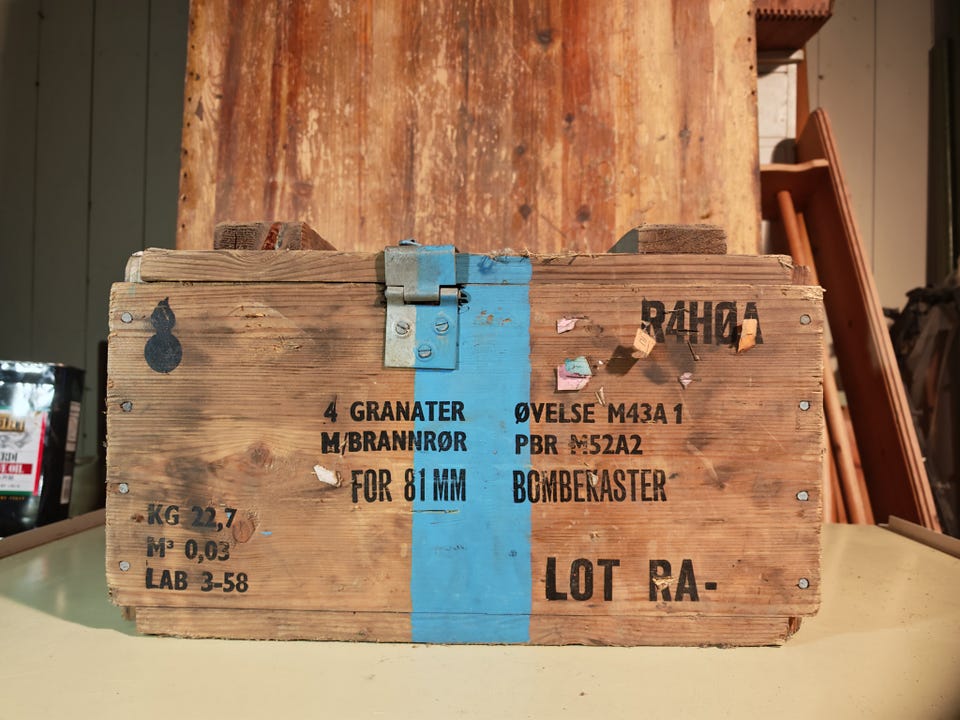 R4HØA
4 GRANATER ØVELSE M43A1
M/BRANNRØR PBR M52A2
FOR 81 MM BOMBEKASTER
KG 22,7
M³ 0,03
LAB 3-58
LOT RA-
OIL